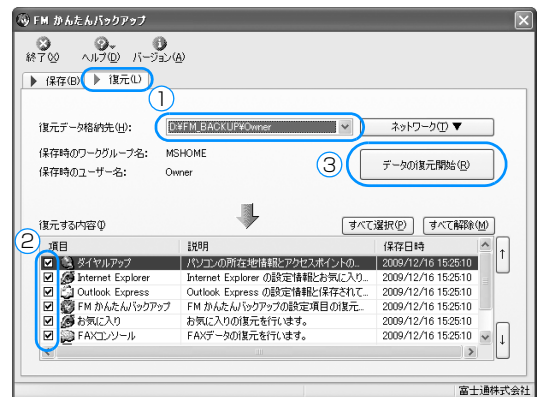 FM かんたんバックアップ
終了(X) ヘルプ(D) バージョン(A)
保存(B) 復元(L)
①
復元データ格納先(H): D:¥FM_BACKUP¥Owner ネットワーク(T) ▼
保存時のワークグループ名: MSHOME
保存時のユーザー名: Owner
③ データの復元開始(R)
復元する内容(I) すべて選択(P) すべて解除(M)
②
項目 説明 保存日時
ダイヤルアップ パソコンの所在地情報とアクセスポイントの... 2009/12/16 15:25:10
Internet Explorer Internet Explorer の設定情報とお気に入り... 2009/12/16 15:25:10
Outlook Express Outlook Express の設定情報と保存されて... 2009/12/16 15:25:10
FM かんたんバックアップ FM かんたんバックアップの設定項目の復元... 2009/12/16 15:25:10
お気に入り お気に入りの復元を行います。 2009/12/16 15:25:10
FAXコンソール FAXデータの復元を行います。 2009/12/16 15:25:10
↑
↓
富士通株式会社